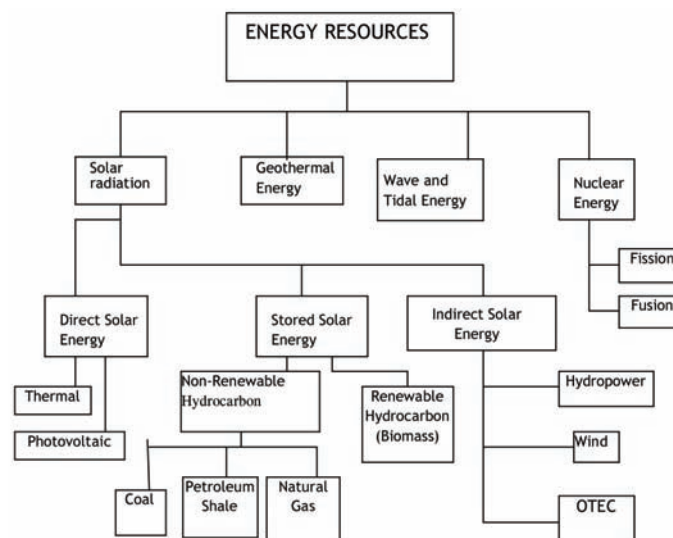 ENERGY RESOURCES
Solar
radiation
Geothermal
Energy
Wave and
Tidal Energy
Nuclear
Energy
Fission
Fusion
Direct Solar
Energy
Stored Solar
Energy
Indirect Solar
Energy
Thermal
Photovoltaic
Non-Renewable
Hydrocarbon
Renewable
Hydrocarbon
(Biomass)
Hydropower
Wind
OTEC
Coal
Petroleum
Shale
Natural
Gas